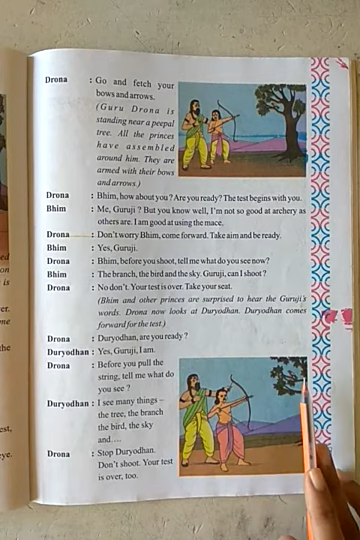 Drona : Go and fetch your
bows and arrows.
(Guru Drona is
standing near a peepal
tree. All the princes
have assembled
around him. They are
armed with their bows
and arrows.)
Drona : Bhim, how about you? Are you ready? The test begins with you.
Bhim : Me, Guruji ? But you know well, I'm not so good at archery as
others are. I am good at using the mace.
Drona : Don't worry Bhim, come forward. Take aim and be ready.
Bhim : Yes, Guruji.
Drona : Bhim, before you shoot, tell me what do you see now?
Bhim : The branch, the bird and the sky. Guruji, can I shoot ?
Drona : No don't. Your test is over. Take your seat.
(Bhim and other princes are surprised to hear the Guruji's
words. Drona now looks at Duryodhan. Duryodhan comes
forward for the test.)
Drona : Duryodhan, are you ready ?
Duryodhan : Yes, Guruji, I am.
Drona : Before you pull the
string, tell me what do
you see ?
Duryodhan : I see many things –
the tree, the branch
the bird, the sky
and....
Drona : Stop Duryodhan.
Don't shoot. Your test
is over, too.